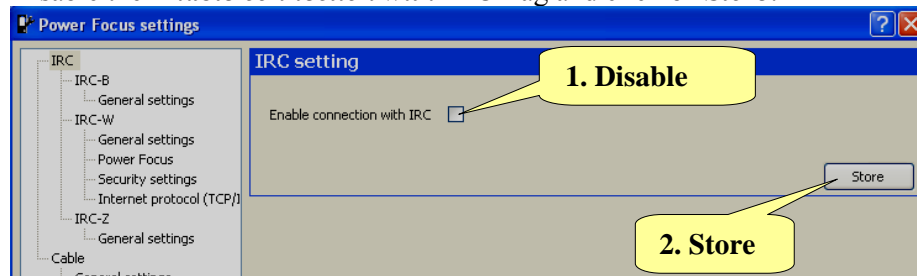 Power Focus settings
IRC
IRC-B
General settings
IRC-W
General settings
Power Focus
Security settings
Internet protocol (TCP/I
IRC-Z
General settings
Cable
IRC setting
1. Disable
Enable connection with IRC
Store
2. Store